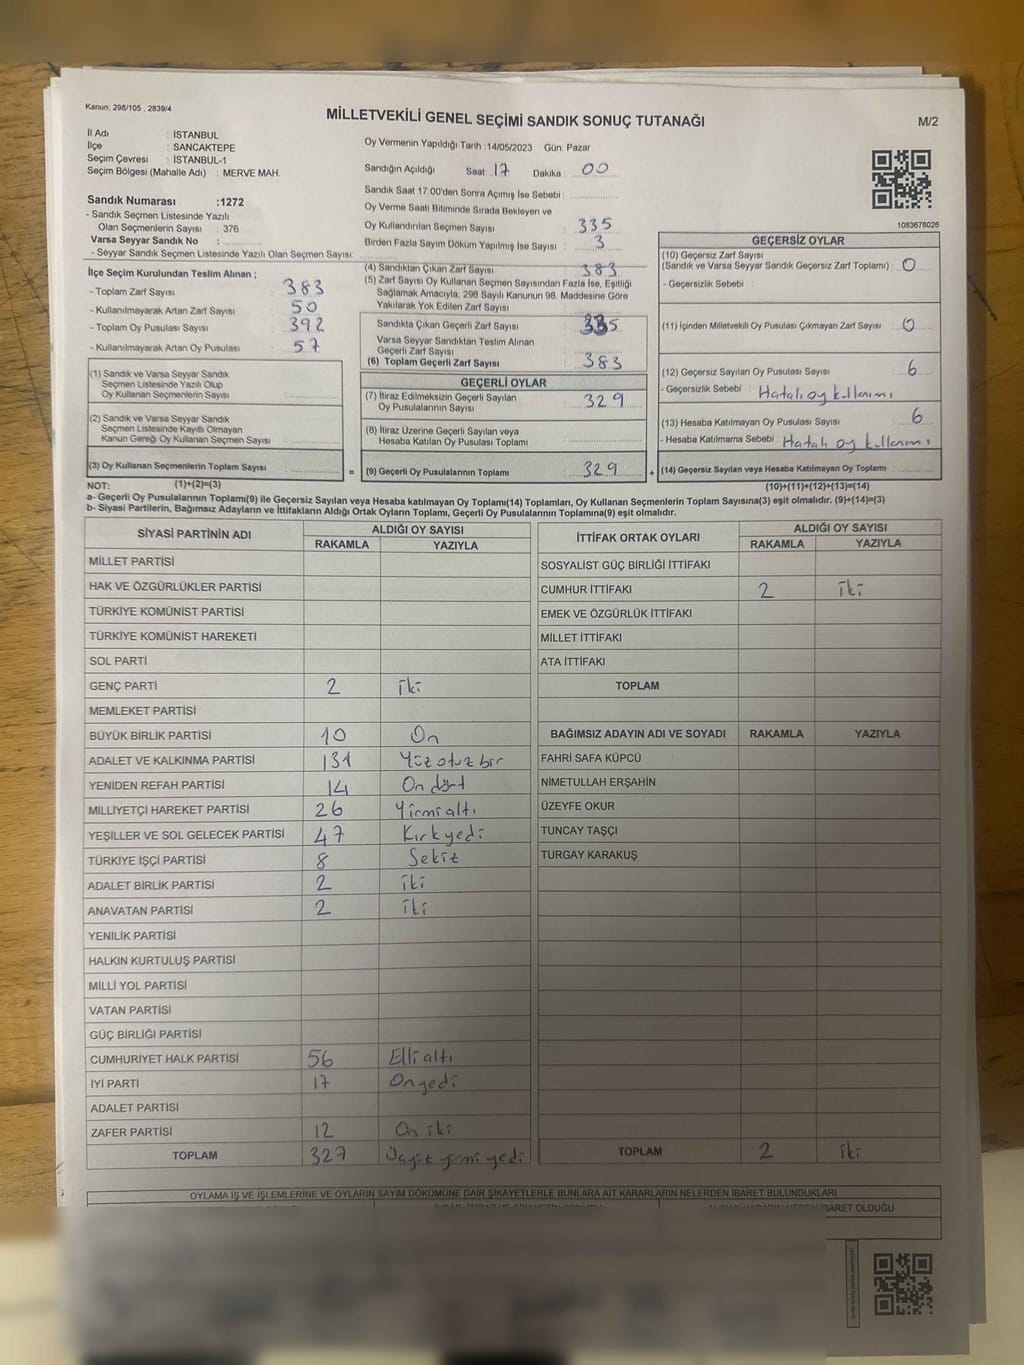 Kanun: 298/105 , 2839/4
MİLLETVEKİLİ GENEL SEÇİMİ SANDIK SONUÇ TUTANAĞI
M/2
İl Adı : İSTANBUL
İlçe : SANCAKTEPE
Seçim Çevresi : İSTANBUL-1
Seçim Bölgesi (Mahalle Adı) : MERVE MAH.
Sandık Numarası :1272
- Sandık Seçmen Listesinde Yazılı
Olan Seçmenlerin Sayısı : 376
Varsa Seyyar Sandık No :
- Seyyar Sandık Seçmen Listesinde Yazılı Olan Seçmen Sayısı:
Oy Vermenin Yapıldığı Tarih :14/05/2023 Gün: Pazar
Sandığın Açıldığı Saat : 17 Dakika : 00
Sandık Saat 17:00'den Sonra Açımış İse Sebebi :
Oy Verme Saati Bitiminde Sırada Bekleyen ve
Oy Kullandırılan Seçmen Sayısı : 335
Birden Fazla Sayım Döküm Yapılmış İse Sayısı : 3
1083678026
İlçe Seçim Kurulundan Teslim Alınan ;
- Toplam Zarf Sayısı : 383
- Kullanılmayarak Artan Zarf Sayısı : 50
- Toplam Oy Pusulası Sayısı : 392
- Kullanılmayarak Artan Oy Pusulası : 57
(1) Sandık ve Varsa Seyyar Sandık
Seçmen Listesinde Yazılı Olup
Oy Kullanan Seçmenlerin Sayısı :
(2) Sandık ve Varsa Seyyar Sandık
Seçmen Listesinde Kayıtlı Olmayan
Kanun Gereği Oy Kullanan Seçmen Sayısı :
(3) Oy Kullanan Seçmenlerin Toplam Sayısı :
(4) Sandıktan Çıkan Zarf Sayısı : 383
(5) Zarf Sayısı Oy Kullanan Seçmen Sayısından Fazla İse, Eşitliği
Sağlamak Amacıyla, 298 Sayılı Kanunun 98. Maddesine Göre
Yakılarak Yok Edilen Zarf Sayısı :
Sandıkta Çıkan Geçerli Zarf Sayısı : 335
Varsa Seyyar Sandıktan Teslim Alınan
Geçerli Zarf Sayısı :
(6) Toplam Geçerli Zarf Sayısı : 383
GEÇERLİ OYLAR
(7) İtiraz Edilmeksizin Geçerli Sayılan
Oy Pusulalarının Sayısı : 329
(8) İtiraz Üzerine Geçerli Sayılan veya
Hesaba Katılan Oy Pusulası Toplamı :
= (9) Geçerli Oy Pusulalarının Toplamı : 329 +
GEÇERSİZ OYLAR
(10) Geçersiz Zarf Sayısı
(Sandık ve Varsa Seyyar Sandık Geçersiz Zarf Toplamı) : 0
- Geçersizlik Sebebi :
(11) İçinden Milletvekili Oy Pusulası Çıkmayan Zarf Sayısı : 0
(12) Geçersiz Sayılan Oy Pusulası Sayısı : 6
- Geçersizlik Sebebi : Hatalı oy kullanımı
(13) Hesaba Katılmayan Oy Pusulası Sayısı : 6
- Hesaba Katılmama Sebebi : Hatalı oy kullanımı
(14) Geçersiz Sayılan veya Hesaba Katılmayan Oy Toplamı :
NOT: (1)+(2)=(3) (10)+(11)+(12)+(13)=(14)
a- Geçerli Oy Pusulalarının Toplamı(9) ile Geçersiz Sayılan veya Hesaba katılmayan Oy Toplamı(14) Toplamları, Oy Kullanan Seçmenlerin Toplam Sayısına(3) eşit olmalıdır. (9)+(14)=(3)
b- Siyasi Partilerin, Bağımsız Adayların ve İttifakların Aldığı Ortak Oyların Toplamı, Geçerli Oy Pusulalarının Toplamına(9) eşit olmalıdır.
SİYASİ PARTİNİN ADI ALDIĞI OY SAYISI
RAKAMLA YAZIYLA
MİLLET PARTİSİ
HAK VE ÖZGÜRLÜKLER PARTİSİ
TÜRKİYE KOMÜNİST PARTİSİ
TÜRKİYE KOMÜNİST HAREKETİ
SOL PARTİ
GENÇ PARTİ 2 iki
MEMLEKET PARTİSİ
BÜYÜK BİRLİK PARTİSİ 10 On
ADALET VE KALKINMA PARTİSİ 131 Yüz otuz bir
YENİDEN REFAH PARTİSİ 14 On dört
MİLLİYETÇİ HAREKET PARTİSİ 26 Yirmi altı
YEŞİLLER VE SOL GELECEK PARTİSİ 47 Kırk yedi
TÜRKİYE İŞÇİ PARTİSİ 8 Sekiz
ADALET BİRLİK PARTİSİ 2 iki
ANAVATAN PARTİSİ 2 iki
YENİLİK PARTİSİ
HALKIN KURTULUŞ PARTİSİ
MİLLİ YOL PARTİSİ
VATAN PARTİSİ
GÜÇ BİRLİĞİ PARTİSİ
CUMHURİYET HALK PARTİSİ 56 Elli altı
İYİ PARTİ 17 On yedi
ADALET PARTİSİ
ZAFER PARTİSİ 12 On iki
TOPLAM 327 Üçyüz yirmi yedi
İTTİFAK ORTAK OYLARI ALDIĞI OY SAYISI
RAKAMLA YAZIYLA
SOSYALİST GÜÇ BİRLİĞİ İTTİFAKI
CUMHUR İTTİFAKI 2 iki
EMEK VE ÖZGÜRLÜK İTTİFAKI
MİLLET İTTİFAKI
ATA İTTİFAKI
TOPLAM
BAĞIMSIZ ADAYIN ADI VE SOYADI RAKAMLA YAZIYLA
FAHRİ SAFA KÜPCÜ
NİMETULLAH ERŞAHİN
ÜZEYFE OKUR
TUNCAY TAŞÇI
TURGAY KARAKUŞ
TOPLAM 2 iki
OYLAMA İŞ VE İŞLEMLERİNE VE OYLARIN SAYIM DÖKÜMÜNE DAİR ŞİKAYETLERLE BUNLARA AİT KARARLARIN NELERDEN İBARET BULUNDUKLARI
İBARET OLDUĞU